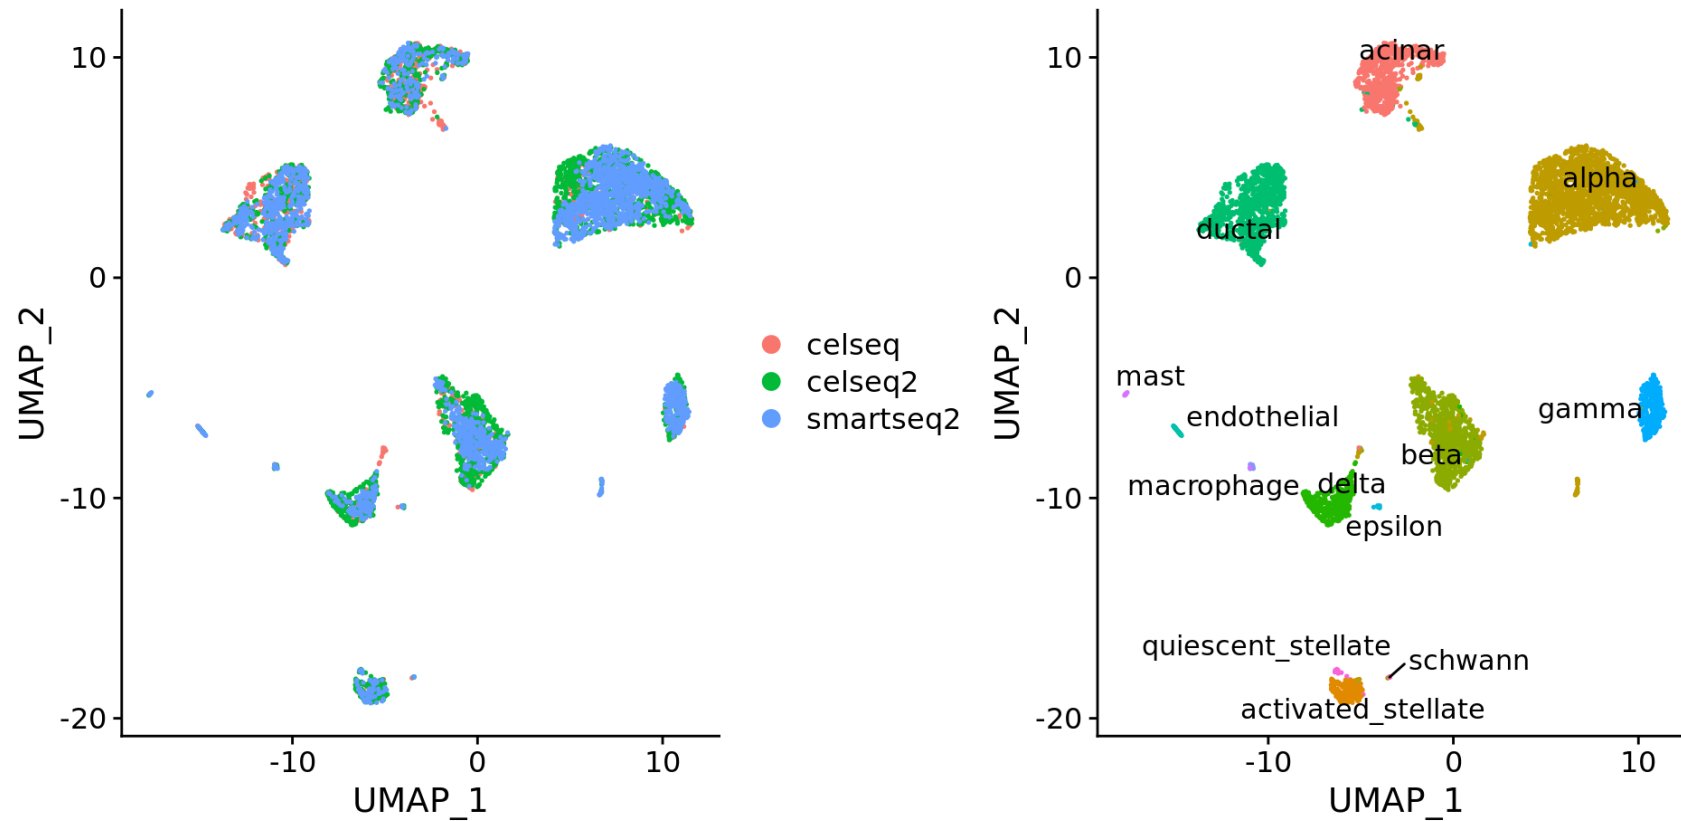 10
0
-10
-20
UMAP_2
-10
0
10
UMAP_1
celseq
celseq2
smartseq2
10
0
-10
-20
UMAP_2
-10
0
10
UMAP_1
acinar
alpha
ductal
mast
endothelial
gamma
beta
macrophage
delta
epsilon
quiescent_stellate
schwann
activated_stellate